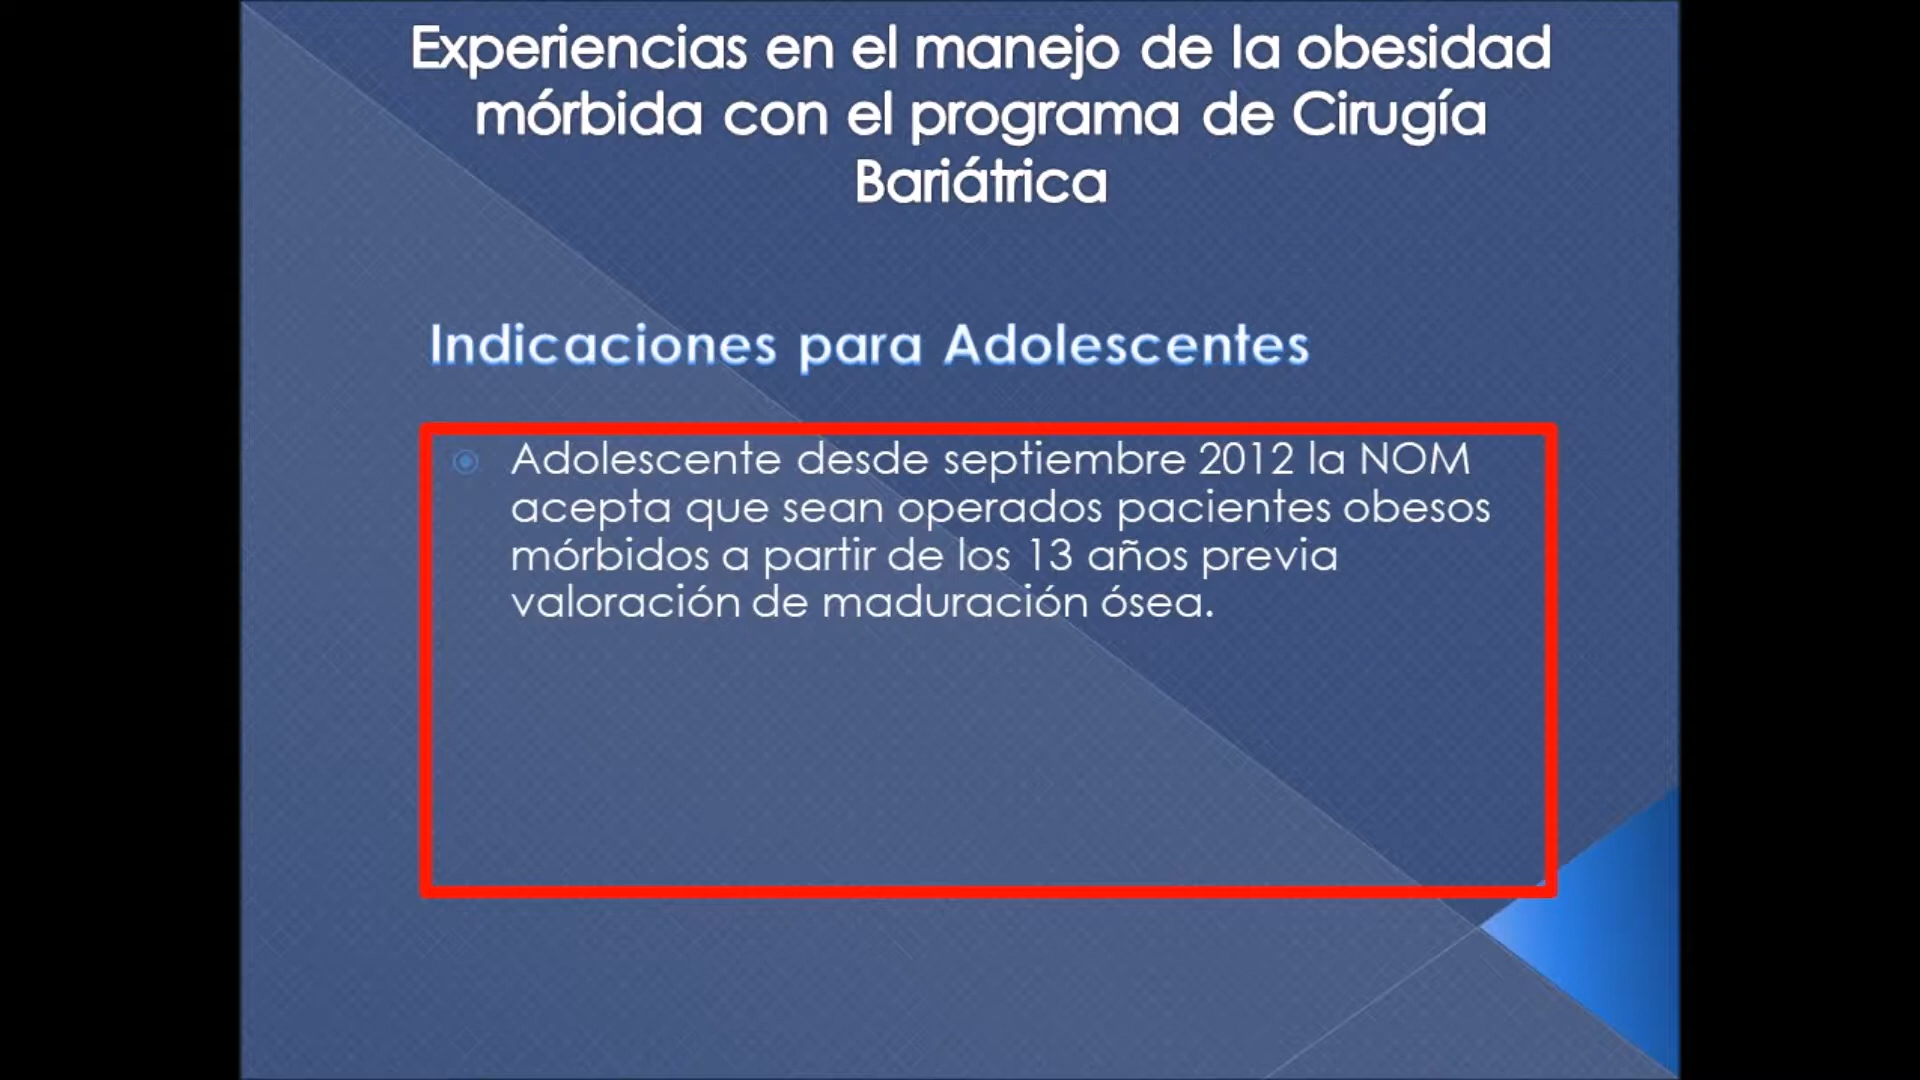 Experiencias en el manejo de la obesidad
mórbida con el programa de Cirugía
Bariátrica
Indicaciones para Adolescentes
Adolescente desde septiembre 2012 la NOM
acepta que sean operados pacientes obesos
mórbidos a partir de los 13 años previa
valoración de maduración ósea.